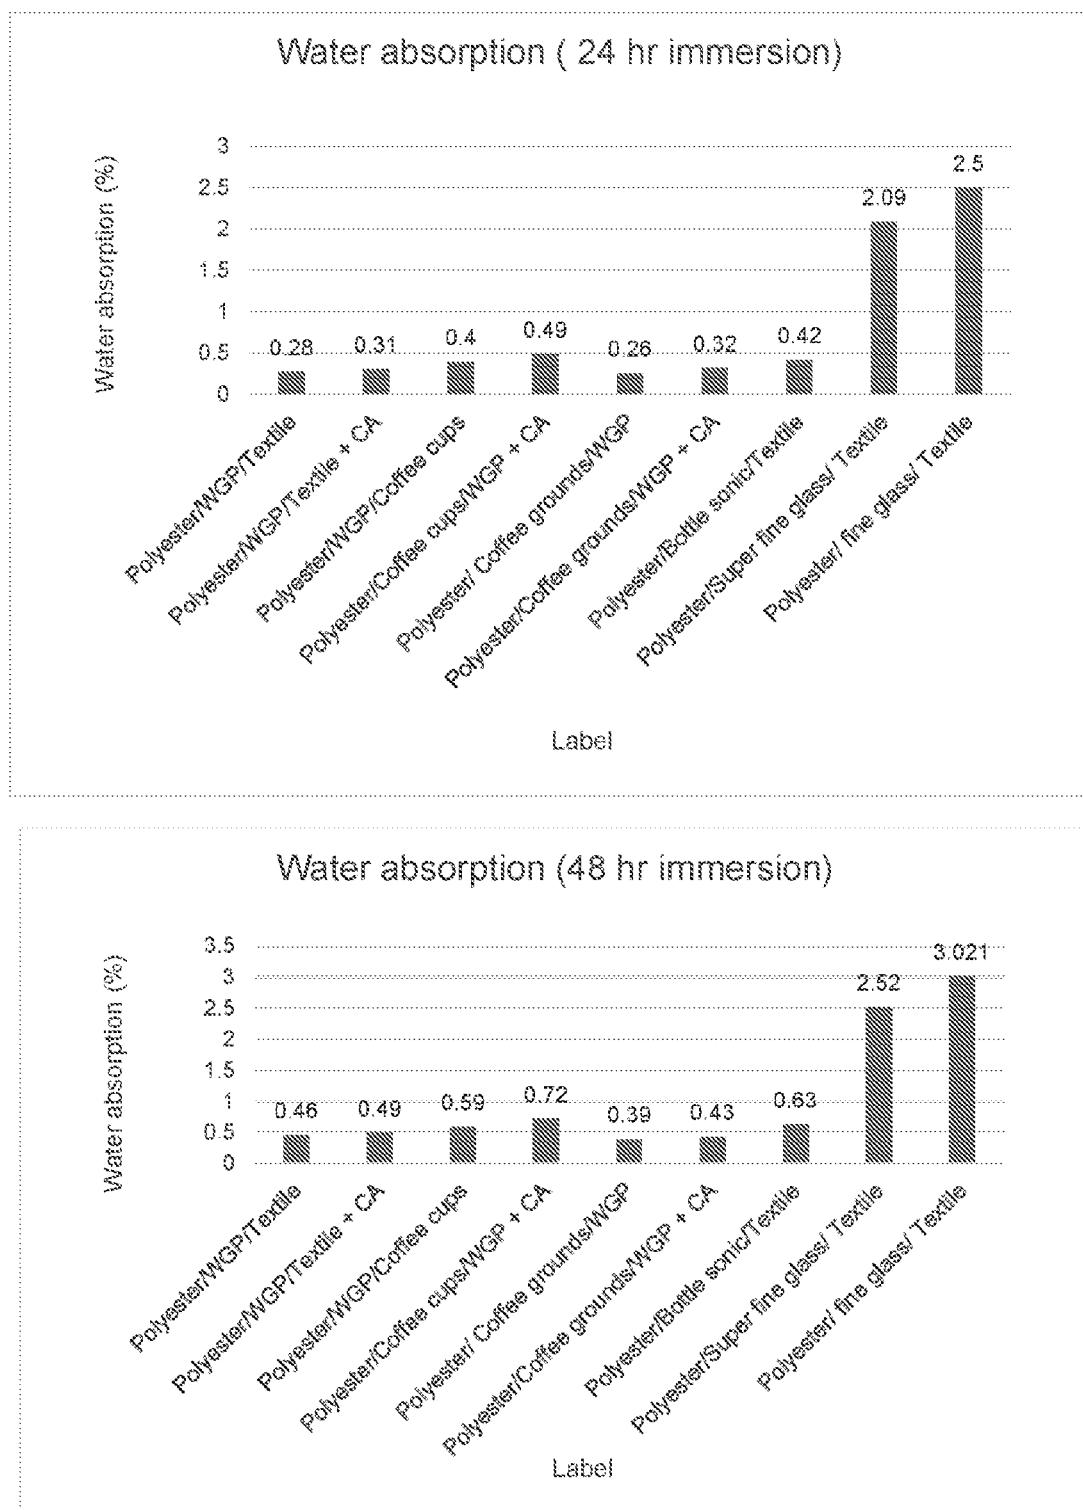 Water absorption ( 24 hr immersion)
Water absorption (%)
3
2.5
2
1.5
1
0.5
0
0.28
0.31
0.4
0.49
0.26
0.32
0.42
2.09
2.5
Polyester/WGP/Textile
Polyester/WGP/Textile + CA
Polyester/WGP/Coffee cups
Polyester/Coffee cups/WGP + CA
Polyester/ Coffee grounds/WGP
Polyester/Coffee grounds/WGP + CA
Polyester/Bottle sonic/Textile
Polyester/Super fine glass/ Textile
Polyester/ fine glass/ Textile
Label
Water absorption (48 hr immersion)
Water absorption (%)
3.5
3
2.5
2
1.5
1
0.5
0
0.46
0.49
0.59
0.72
0.39
0.43
0.63
2.52
3.021
Polyester/WGP/Textile
Polyester/WGP/Textile + CA
Polyester/WGP/Coffee cups
Polyester/Coffee cups/WGP + CA
Polyester/ Coffee grounds/WGP
Polyester/Coffee grounds/WGP + CA
Polyester/Bottle sonic/Textile
Polyester/Super fine glass/ Textile
Polyester/ fine glass/ Textile
Label